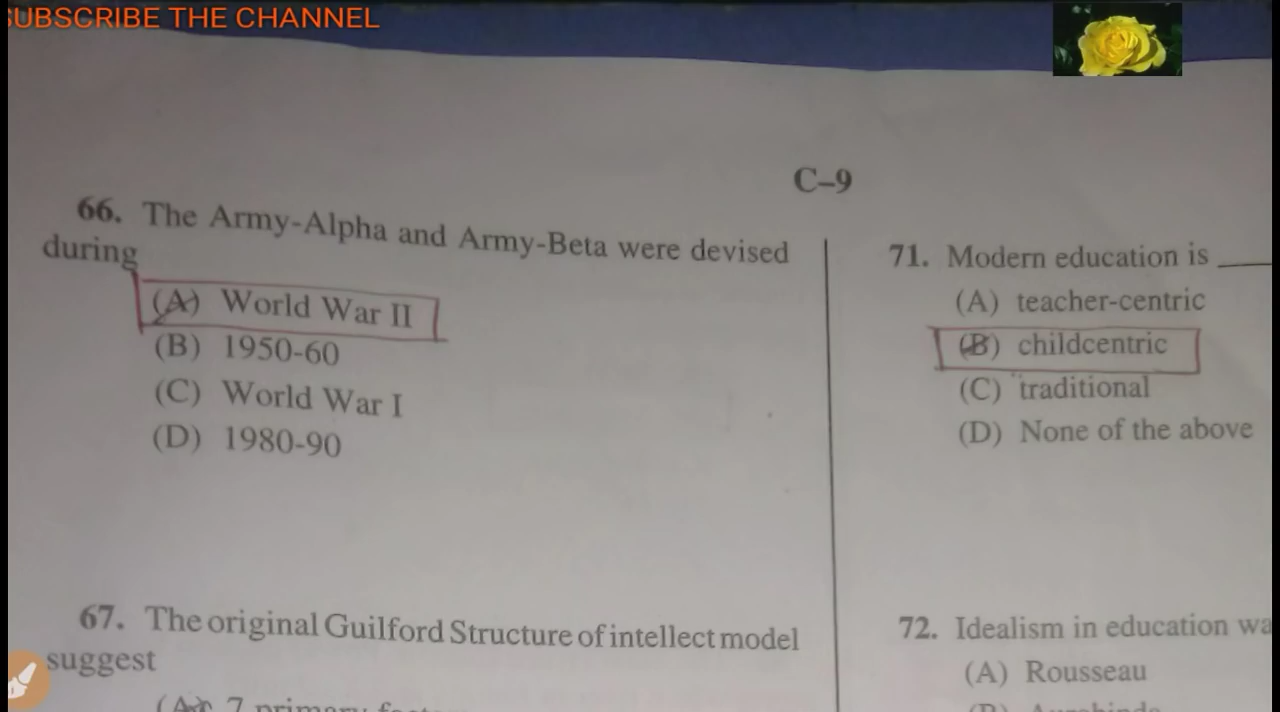 SUBSCRIBE THE CHANNEL
C-9
66. The Army-Alpha and Army-Beta were devised
during
(A) World War II
(B) 1950-60
(C) World War I
(D) 1980-90
67. The original Guilford Structure of intellect model
suggest
71. Modern education is ____
(A) teacher-centric
(B) childcentric
(C) traditional
(D) None of the above
72. Idealism in education wa
(A) Rousseau